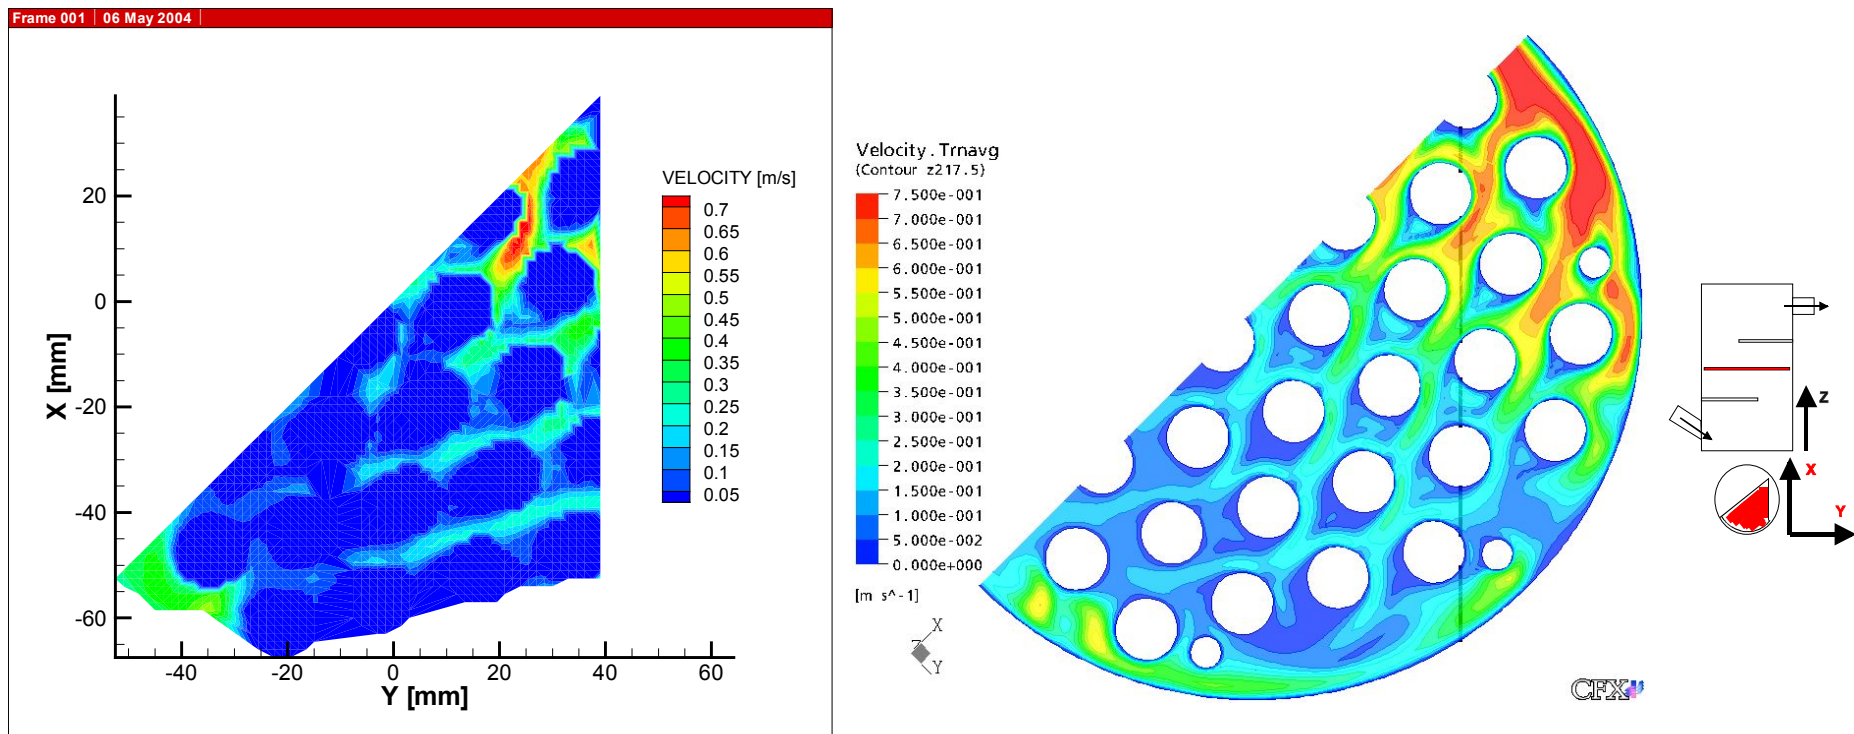 Frame 001 | 06 May 2004
X [mm]
20
0
-20
-40
-60
-40
-20
0
20
40
60
Y [mm]
VELOCITY [m/s]
0.7
0.65
0.6
0.55
0.5
0.45
0.4
0.35
0.3
0.25
0.2
0.15
0.1
0.05
Velocity.Trnavg
(Contour z217.5)
7.500e-001
7.000e-001
6.500e-001
6.000e-001
5.500e-001
5.000e-001
4.500e-001
4.000e-001
3.500e-001
3.000e-001
2.500e-001
2.000e-001
1.500e-001
1.000e-001
5.000e-002
0.000e+000
[m s^-1]
X
Z
Y
CFX
Z
X
Y